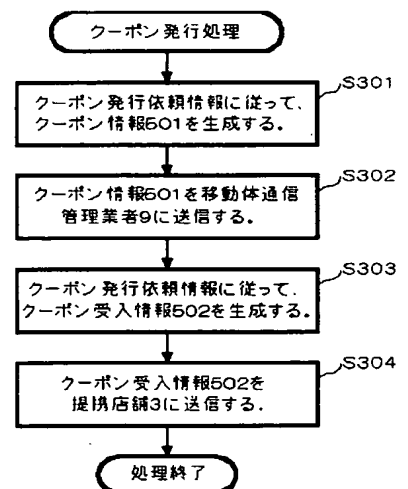 クーポン発行処理
S301
クーポン発行依頼情報に従って、
クーポン情報501を生成する。
S302
クーポン情報501を移動体通信
管理業者9に送信する。
S303
クーポン発行依頼情報に従って、
クーポン受入情報502を生成する。
S304
クーポン受入情報502を
提携店舗3に送信する.
処理終了